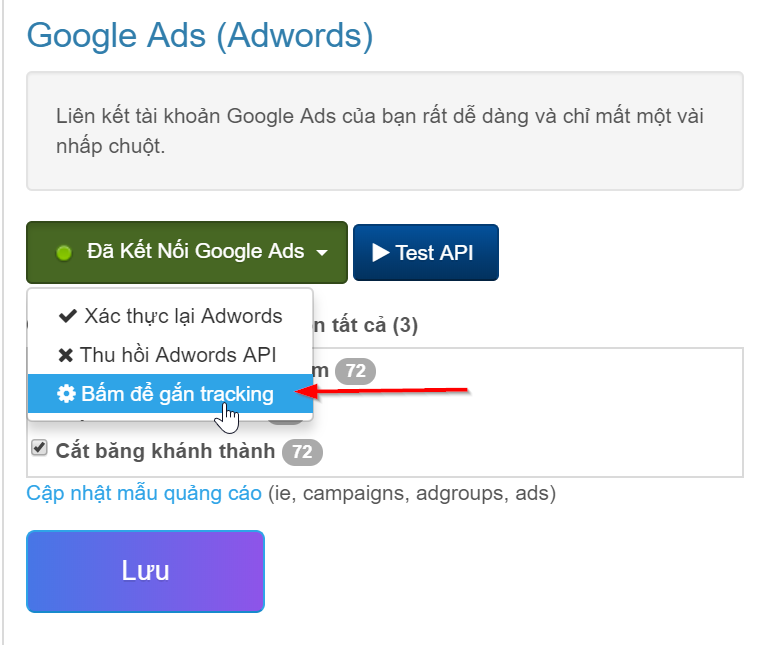 Google Ads (Adwords)
Liên kết tài khoản Google Ads của bạn rất dễ dàng và chỉ mất một vài
nhấp chuột.
Đã Kết Nối Google Ads
Test API
Xác thực lại Adwords
tất cả (3)
Thu hồi Adwords API
72
Bấm để gắn tracking
Cắt băng khánh thành 72
Cập nhật mẫu quảng cáo (ie, campaigns, adgroups, ads)
Lưu